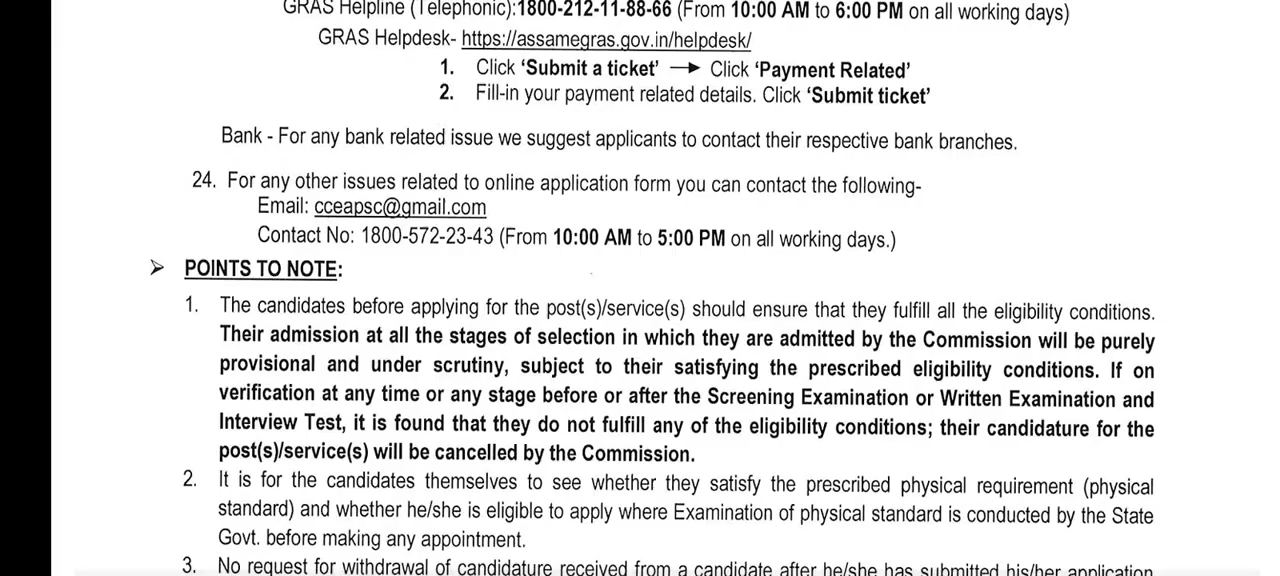 GRAS Helpline (Telephonic):1800-212-11-88-66 (From 10:00 AM to 6:00 PM on all working days)
GRAS Helpdesk- https://assamegras.gov.in/helpdesk/
1. Click ‘Submit a ticket’ → Click ‘Payment Related’
2. Fill-in your payment related details. Click ‘Submit ticket’
Bank - For any bank related issue we suggest applicants to contact their respective bank branches.
24. For any other issues related to online application form you can contact the following-
Email: cceapsc@gmail.com
Contact No: 1800-572-23-43 (From 10:00 AM to 5:00 PM on all working days.)
➢ POINTS TO NOTE:
1. The candidates before applying for the post(s)/service(s) should ensure that they fulfill all the eligibility conditions.
Their admission at all the stages of selection in which they are admitted by the Commission will be purely
provisional and under scrutiny, subject to their satisfying the prescribed eligibility conditions. If on
verification at any time or any stage before or after the Screening Examination or Written Examination and
Interview Test, it is found that they do not fulfill any of the eligibility conditions; their candidature for the
post(s)/service(s) will be cancelled by the Commission.
2. It is for the candidates themselves to see whether they satisfy the prescribed physical requirement (physical
standard) and whether he/she is eligible to apply where Examination of physical standard is conducted by the State
Govt. before making any appointment.
3. No request for withdrawal of candidature received from a candidate after he/she has submitted his/her application